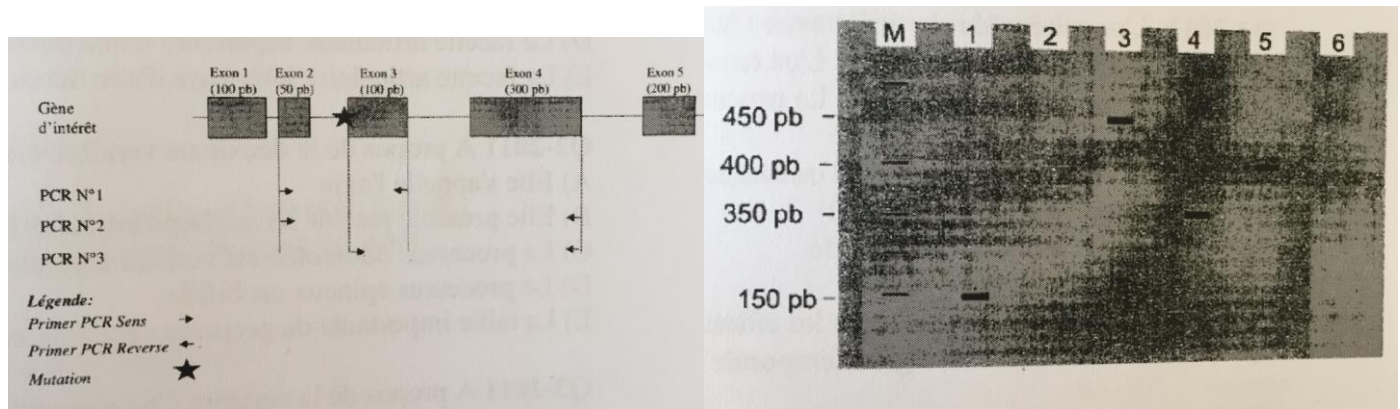 Exon 1 Exon 2 Exon 3 Exon 4 Exon 5
(100 pb) (50 pb) (100 pb) (300 pb) (200 pb)
Gène
d'intérêt
PCR N°1
PCR N°2
PCR N°3
Légende:
Primer PCR Sens
Primer PCR Reverse
Mutation
M 1 2 3 4 5 6
450 pb
400 pb
350 pb
150 pb